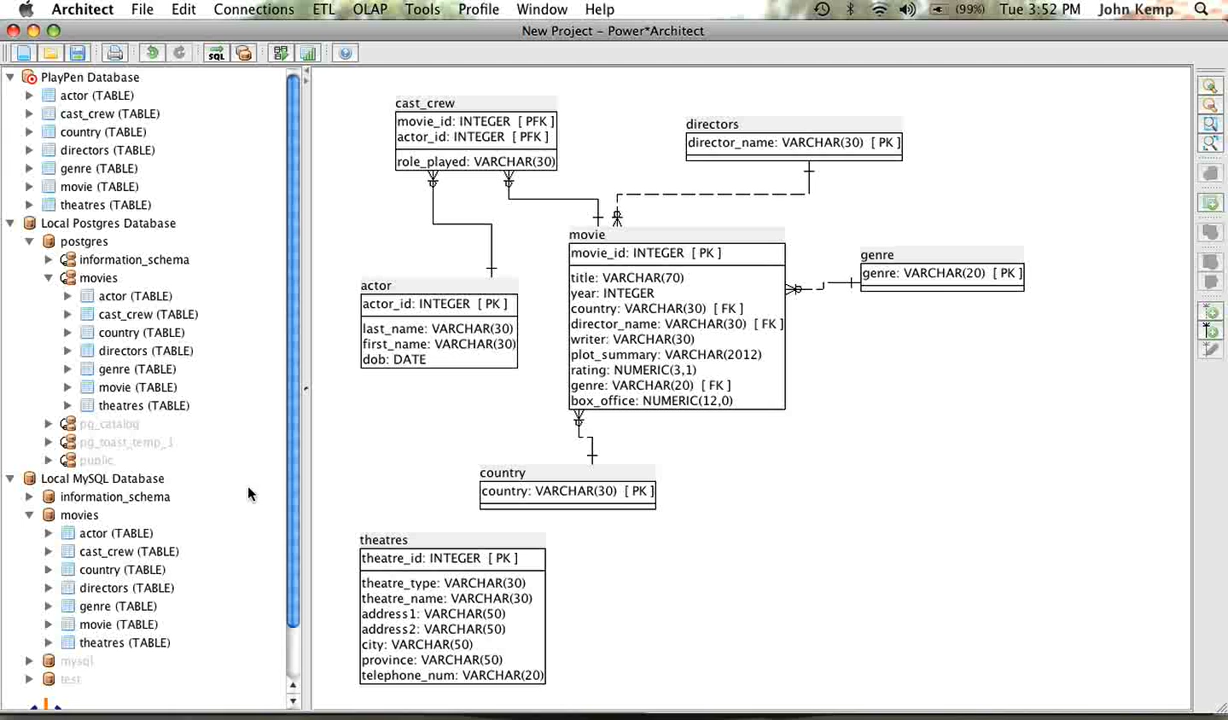 Architect File Edit Connections ETL OLAP Tools Profile Window Help (99%) Tue 3:52 PM John Kemp
New Project – Power*Architect
SQL
PlayPen Database
actor (TABLE)
cast_crew (TABLE)
country (TABLE)
directors (TABLE)
genre (TABLE)
movie (TABLE)
theatres (TABLE)
Local Postgres Database
postgres
information_schema
movies
actor (TABLE)
cast_crew (TABLE)
country (TABLE)
directors (TABLE)
genre (TABLE)
movie (TABLE)
theatres (TABLE)
pg_catalog
pg_toast_temp_1
public
Local MySQL Database
information_schema
movies
actor (TABLE)
cast_crew (TABLE)
country (TABLE)
directors (TABLE)
genre (TABLE)
movie (TABLE)
theatres (TABLE)
mysql
test
cast_crew
movie_id: INTEGER [ PFK ]
actor_id: INTEGER [ PFK ]
role_played: VARCHAR(30)
directors
director_name: VARCHAR(30) [ PK ]
movie
movie_id: INTEGER [ PK ]
title: VARCHAR(70)
year: INTEGER
country: VARCHAR(30) [ FK ]
director_name: VARCHAR(30) [ FK ]
writer: VARCHAR(30)
plot_summary: VARCHAR(2012)
rating: NUMERIC(3,1)
genre: VARCHAR(20) [ FK ]
box_office: NUMERIC(12,0)
genre
genre: VARCHAR(20) [ PK ]
actor
actor_id: INTEGER [ PK ]
last_name: VARCHAR(30)
first_name: VARCHAR(30)
dob: DATE
country
country: VARCHAR(30) [ PK ]
theatres
theatre_id: INTEGER [ PK ]
theatre_type: VARCHAR(30)
theatre_name: VARCHAR(30)
address1: VARCHAR(50)
address2: VARCHAR(50)
city: VARCHAR(50)
province: VARCHAR(50)
telephone_num: VARCHAR(20)